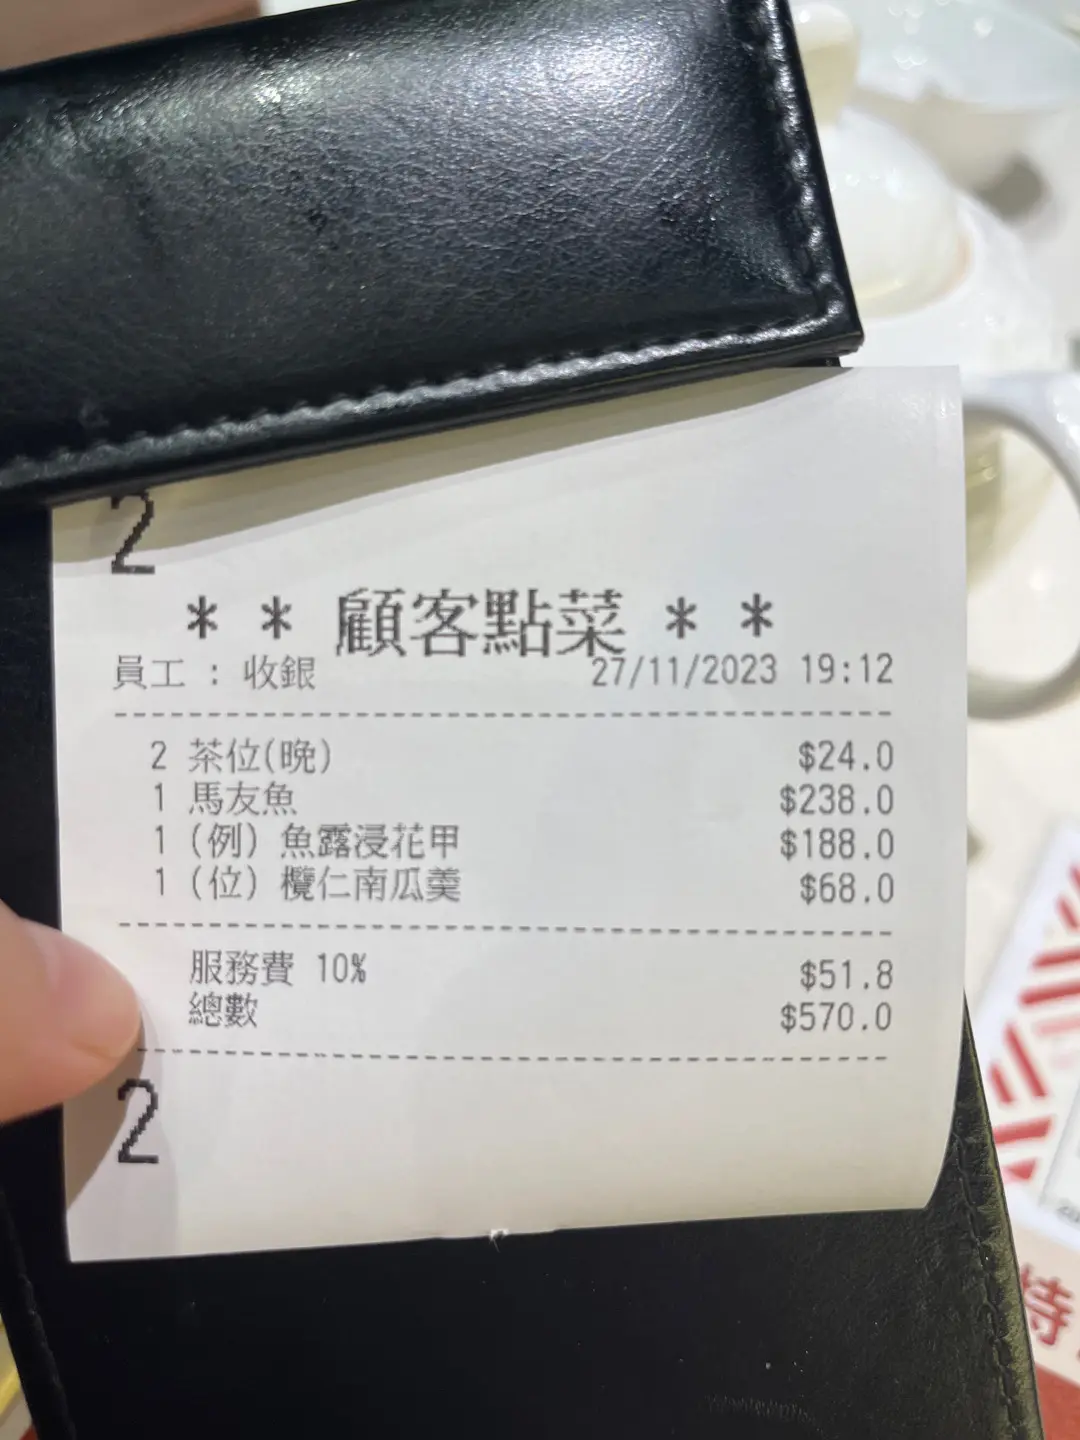 2
** 顧客點菜 **
員工：收銀 27/11/2023 19:12
2 茶位(晚) $24.0
1 馬友魚 $238.0
1 (例) 魚露浸花甲 $188.0
1 (位) 欖仁南瓜羹 $68.0
服務費 10% $51.8
總數 $570.0
2
特